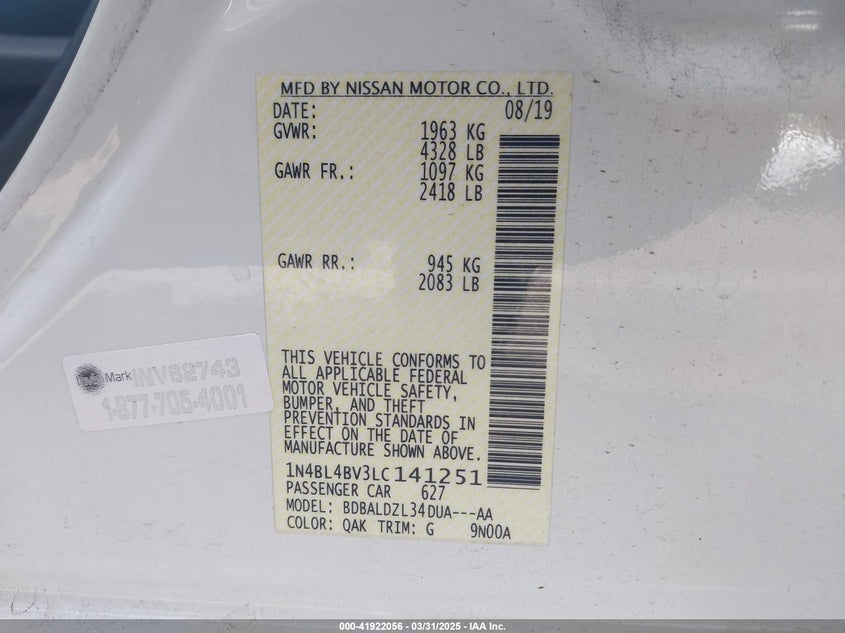 MFD BY NISSAN MOTOR CO., LTD.
DATE: 08/19
GVWR: 1963 KG
4328 LB
GAWR FR.: 1097 KG
2418 LB
GAWR RR.: 945 KG
2083 LB
THIS VEHICLE CONFORMS TO
ALL APPLICABLE FEDERAL
MOTOR VEHICLE SAFETY,
BUMPER, AND THEFT
PREVENTION STANDARDS IN
EFFECT ON THE DATE OF
MANUFACTURE SHOWN ABOVE.
1N4BL4BV3LC141251
PASSENGER CAR 627
MODEL: BDBALDZL34DUA---AA
COLOR: QAK TRIM: G 9N00A
Mark 1NV62743
1-877-705-4001
000-41922056 — 03/31/2025 — IAA Inc.